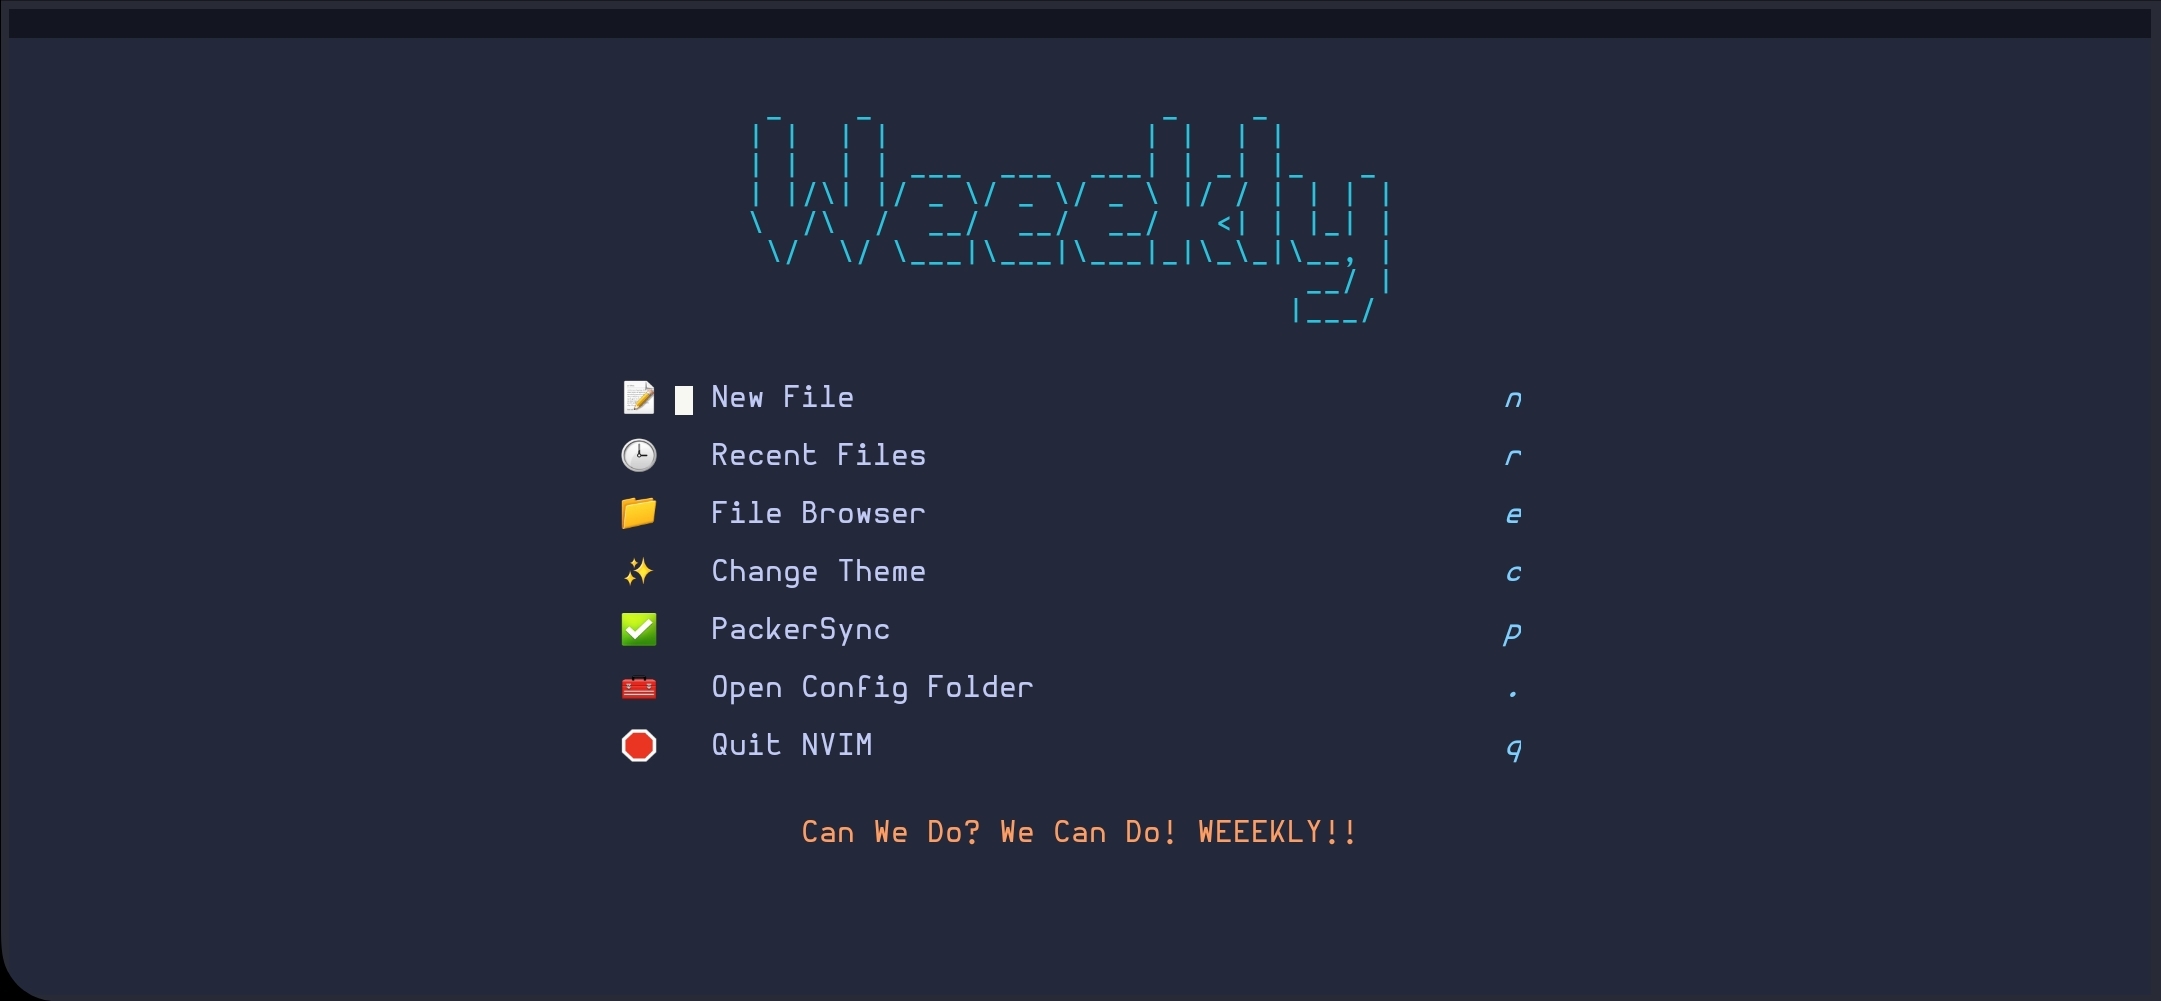 Weeekly
New File n
Recent Files r
File Browser e
Change Theme c
PackerSync p
Open Config Folder .
Quit NVIM q
Can We Do? We Can Do! WEEEKLY!!